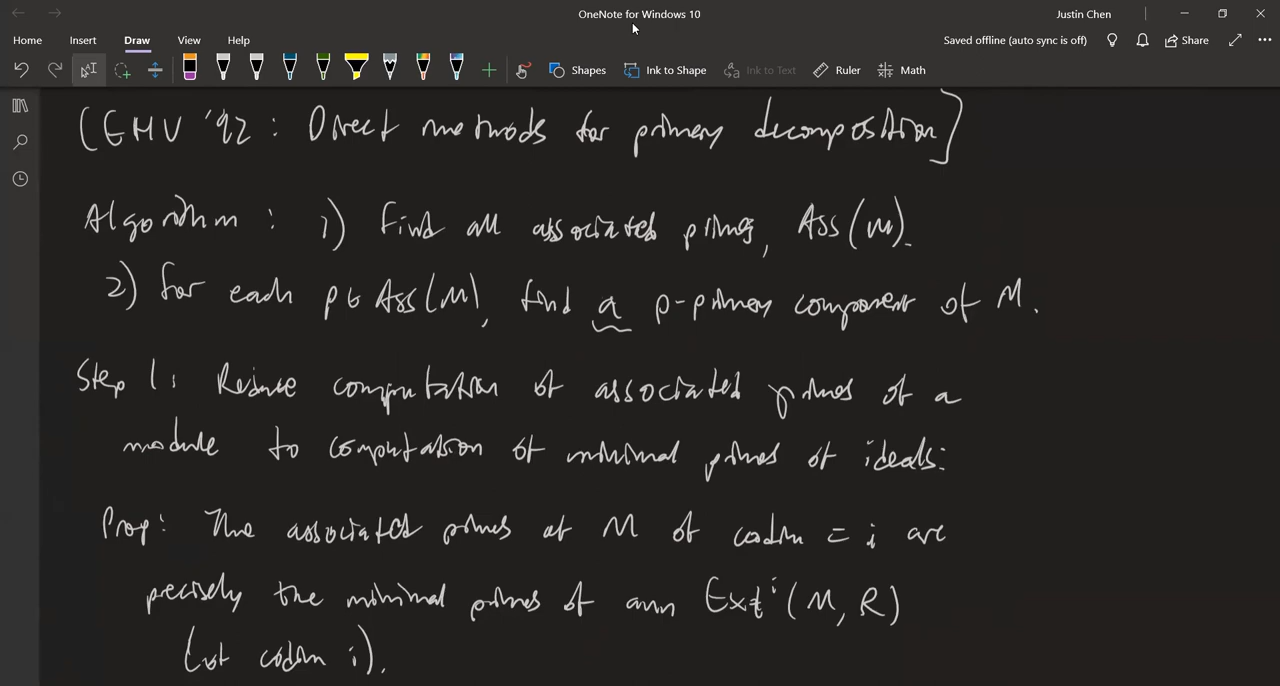 OneNote for Windows 10
Justin Chen
Home Insert Draw View Help
Saved offline (auto sync is off)
Share
Shapes Ink to Shape Ink to Text Ruler Math
[EHV '92 : Direct methods for primary decomposition]
Algorithm : 1) Find all associated primes, Ass(M).
2) For each p ∈ Ass(M), find a p-primary component of M.
Step 1: Reduce computation of associated primes of a
module to computation of minimal primes of ideals:
Prop: The associated primes of M of codim = i are
precisely the minimal primes of ann Ext^i (M, R)
(of codim i).